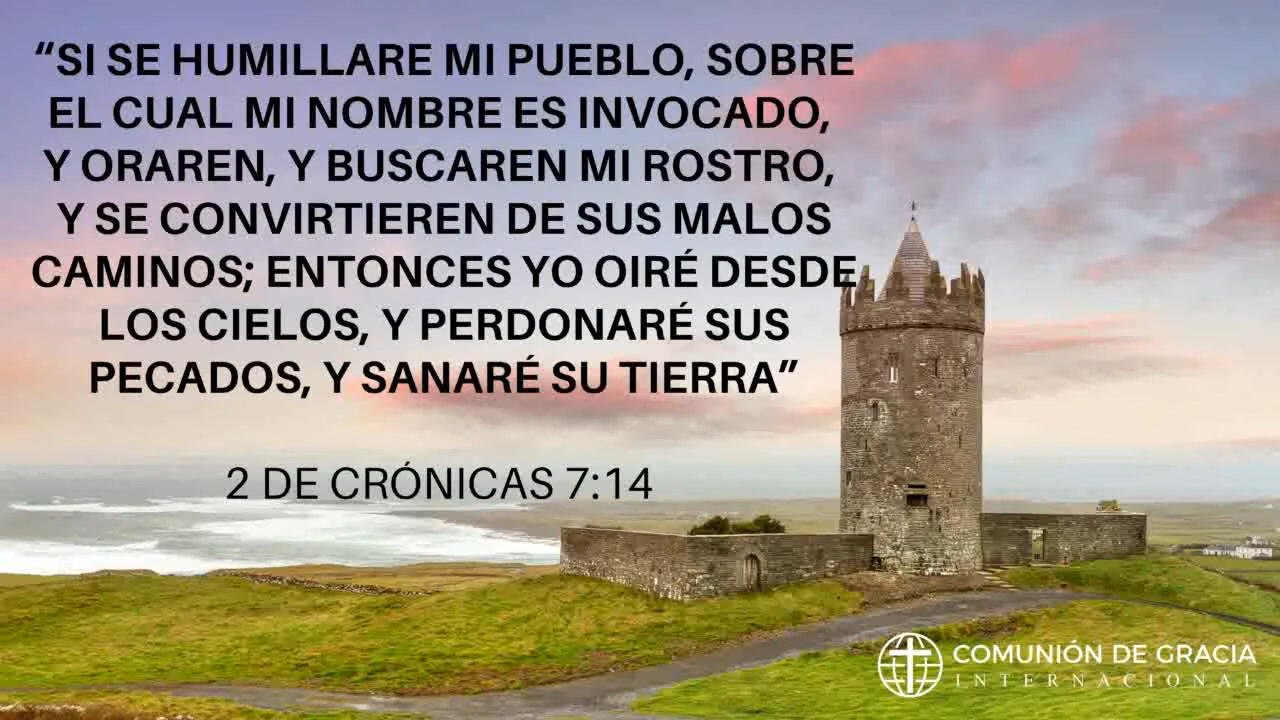 “SI SE HUMILLARE MI PUEBLO, SOBRE
EL CUAL MI NOMBRE ES INVOCADO,
Y ORAREN, Y BUSCAREN MI ROSTRO,
Y SE CONVIRTIEREN DE SUS MALOS
CAMINOS; ENTONCES YO OIRÉ DESDE
LOS CIELOS, Y PERDONARÉ SUS
PECADOS, Y SANARÉ SU TIERRA”
2 DE CRÓNICAS 7:14
COMUNIÓN DE GRACIA
INTERNACIONAL